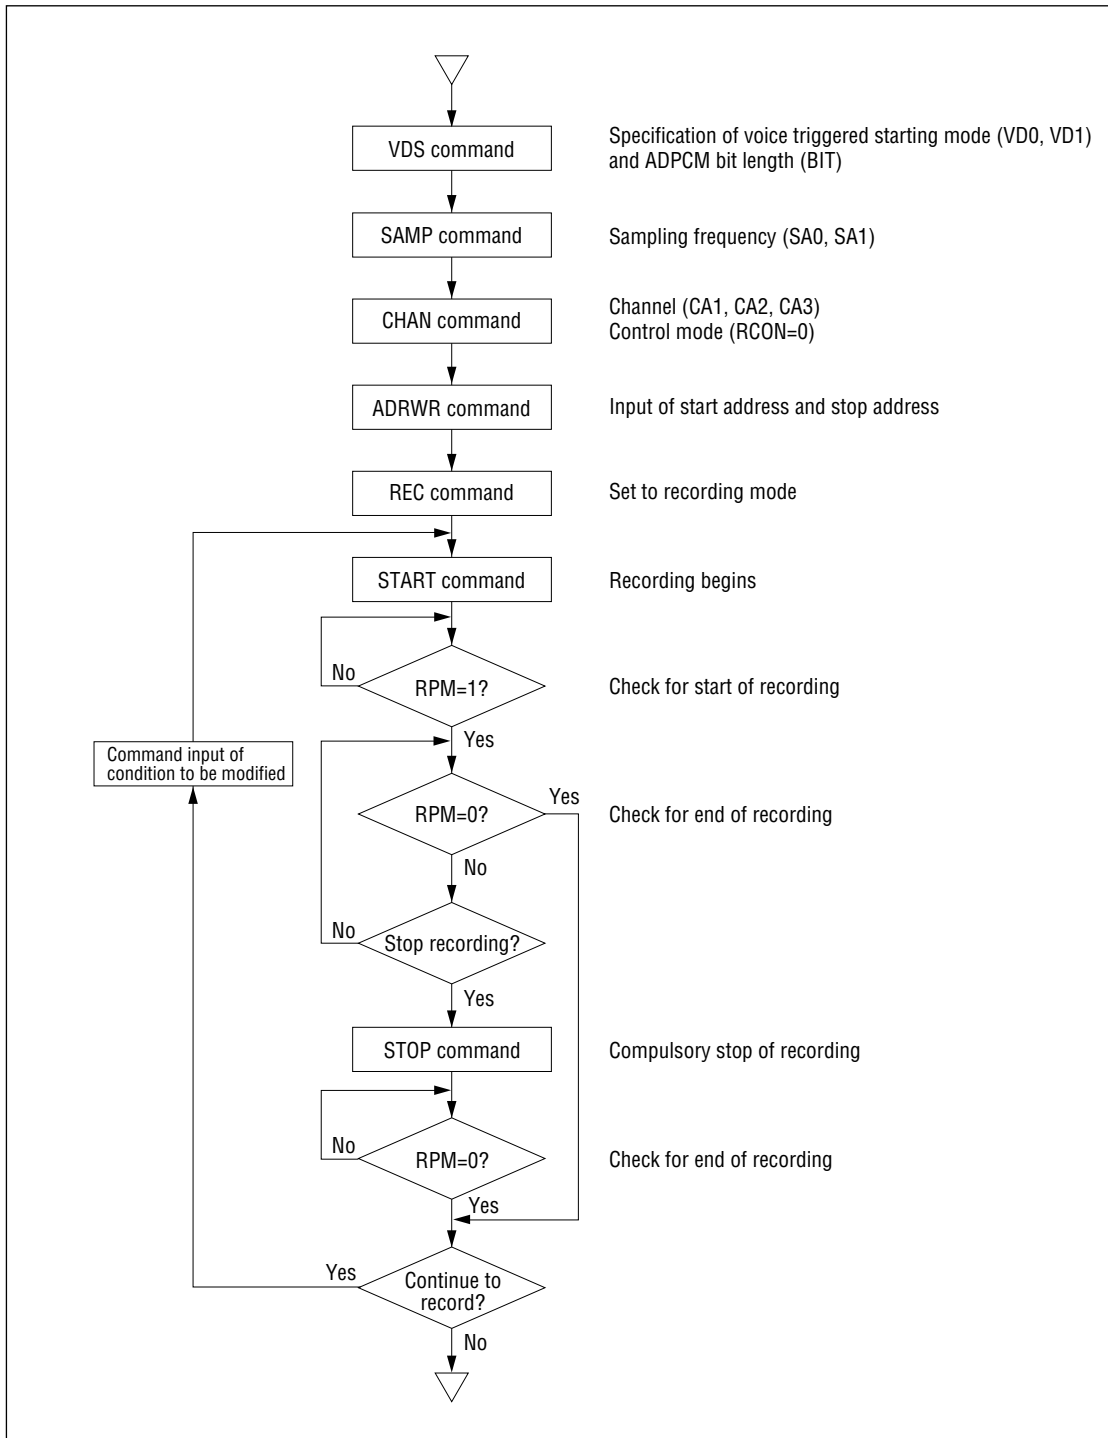 VDS command
Specification of voice triggered starting mode (VD0, VD1)
and ADPCM bit length (BIT)
SAMP command
Sampling frequency (SA0, SA1)
CHAN command
Channel (CA1, CA2, CA3)
Control mode (RCON=0)
ADRWR command
Input of start address and stop address
REC command
Set to recording mode
START command
Recording begins
No
RPM=1?
Check for start of recording
Yes
Command input of
condition to be modified
RPM=0?
Yes
Check for end of recording
No
No
Stop recording?
Yes
STOP command
Compulsory stop of recording
No
RPM=0?
Check for end of recording
Yes
Yes
Continue to
record?
No